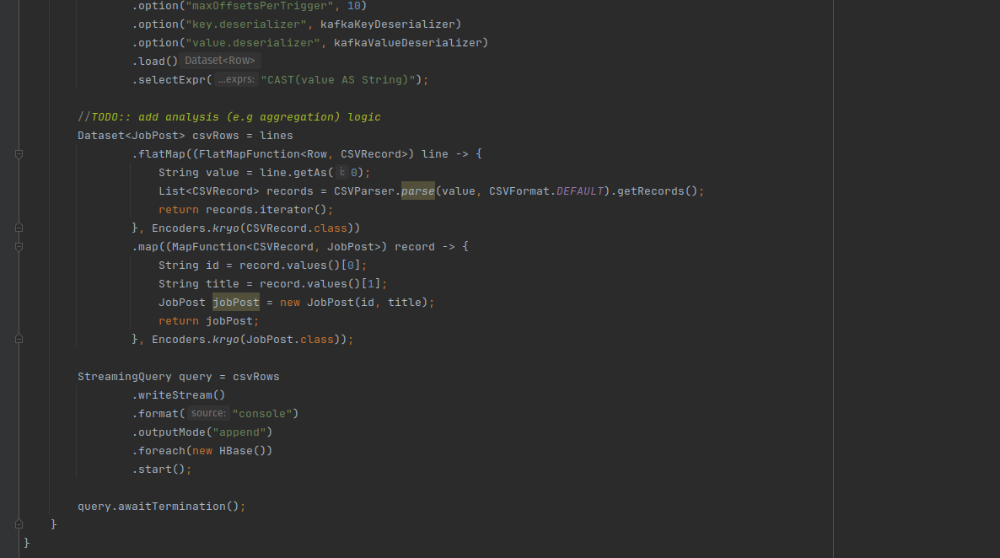 .option("maxOffsetsPerTrigger", 10)
.option("key.deserializer", kafkaKeyDeserializer)
.option("value.deserializer", kafkaValueDeserializer)
.load() Dataset<Row>
.selectExpr( ...exprs: "CAST(value AS String)");
//TODO:: add analysis (e.g aggregation) logic
Dataset<JobPost> csvRows = lines
.flatMap((FlatMapFunction<Row, CSVRecord>) line -> {
String value = line.getAs( i: 0);
List<CSVRecord> records = CSVParser.parse(value, CSVFormat.DEFAULT).getRecords();
return records.iterator();
}, Encoders.kryo(CSVRecord.class))
.map((MapFunction<CSVRecord, JobPost>) record -> {
String id = record.values()[0];
String title = record.values()[1];
JobPost jobPost = new JobPost(id, title);
return jobPost;
}, Encoders.kryo(JobPost.class));
StreamingQuery query = csvRows
.writeStream()
.format( source: "console")
.outputMode("append")
.foreach(new HBase())
.start();
query.awaitTermination();
}
}